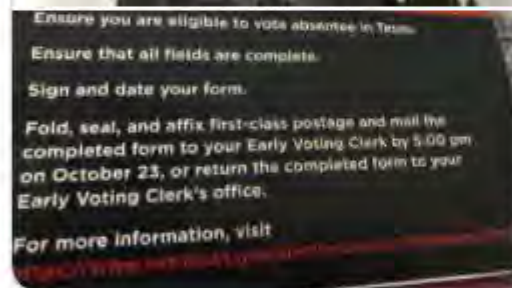 Ensure you are eligible to vote absentee in Texas.
Ensure that all fields are complete.
Sign and date your form.
Fold, seal, and affix first-class postage and mail the
completed form to your Early Voting Clerk by 5:00 pm
on October 23, or return the completed form to your
Early Voting Clerk's office.
For more information, visit